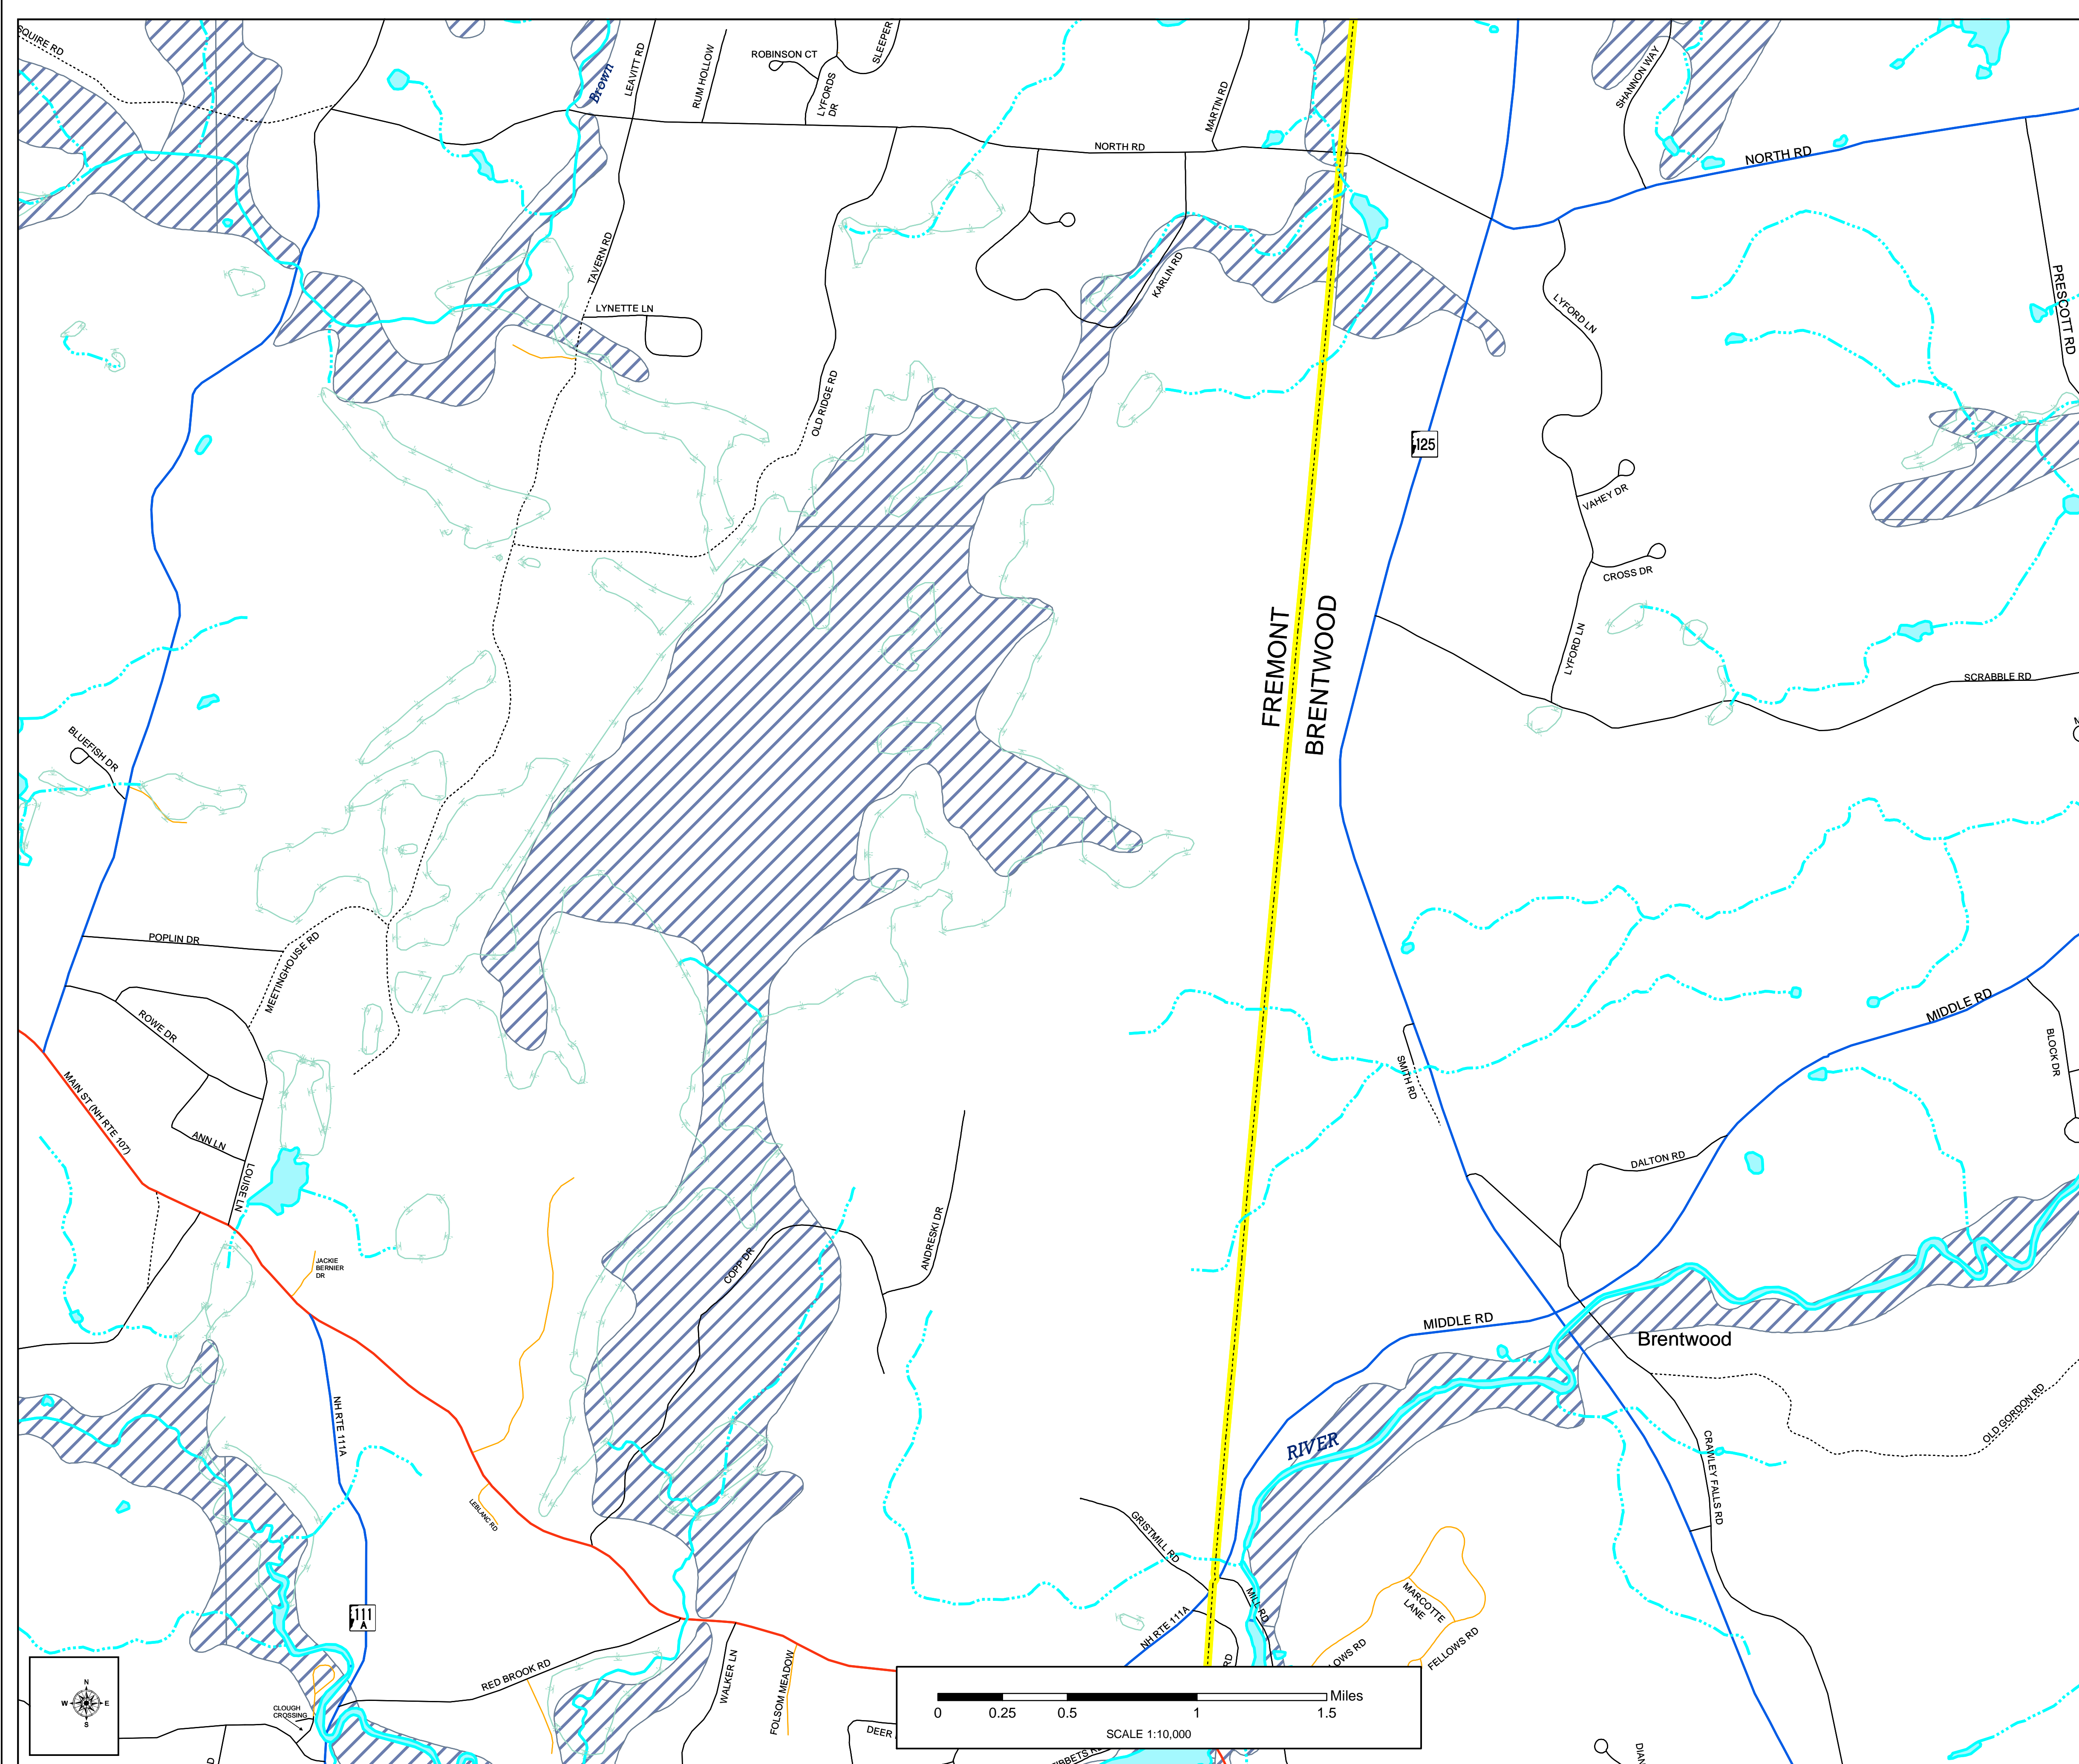 SQUIRE RD
Brown
LEAVITT RD
RUM HOLLOW
ROBINSON CT
LYFORDS
DR
SLEEPER
MARTIN RD
NORTH RD
SHANNON WAY
NORTH RD
TAVERN RD
LYNETTE LN
KARLIN RD
LYFORD LN
PRESCOTT RD
OLD RIDGE RD
125
VAHEY DR
CROSS DR
FREMONT
BRENTWOOD
LYFORD LN
SCRABBLE RD
BLUEFISH DR
POPLIN DR
MEETINGHOUSE RD
ROWE DR
MAIN ST (NH RTE 107)
ANN LN
LOUISE LN
SMITH RD
MIDDLE RD
BLOCK DR
DALTON RD
JACKIE
BERNIER
DR
COPP DR
ANDRESKI DR
MIDDLE RD
Brentwood
NH RTE 111A
RIVER
OLD GORDON RD
CRAWLEY FALLS RD
LEBLANC RD
GRISTMILL RD
MILL RD
MARCOTTE
LANE
111
A
NH RTE 111A
RD
LOWS RD
FELLOWS RD
RED BROOK RD
WALKER LN
FOLSOM MEADOW
CLOUGH
CROSSING
N
W E
S
DEER
IBBETS RD
DIAN
D
Miles
0 0.25 0.5 1 1.5
SCALE 1:10,000